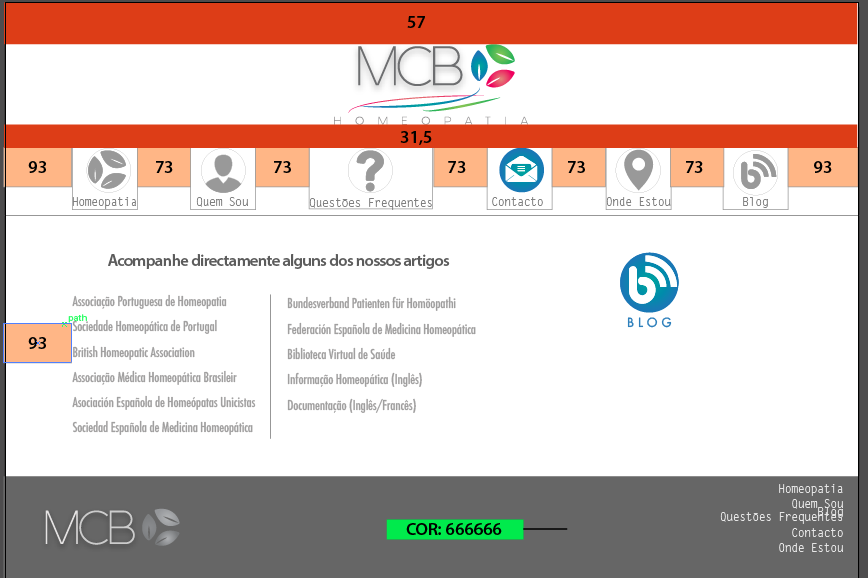 57
MCB
HOMEOPATIA
31,5
93 73 73 73 73 73 93
Homeopatia Quem Sou Questões Frequentes Contacto Onde Estou Blog
Acompanhe directamente alguns dos nossos artigos
BLOG
Associação Portuguesa de Homeopatia
path
Sociedade Homeopática de Portugal
93
British Homeopatic Association
Associação Médica Homeopática Brasileir
Asociación Española de Homeópatas Unicistas
Sociedad Española de Medicina Homeopática
Bundesverband Patienten für Homöopathi
Federación Española de Medicina Homeopática
Biblioteca Virtual de Saúde
Informação Homeopática (Inglês)
Documentação (Inglês/Francês)
MCB
COR: 666666
Homeopatia
Quem Sou
Blog
Questões Frequentes
Contacto
Onde Estou